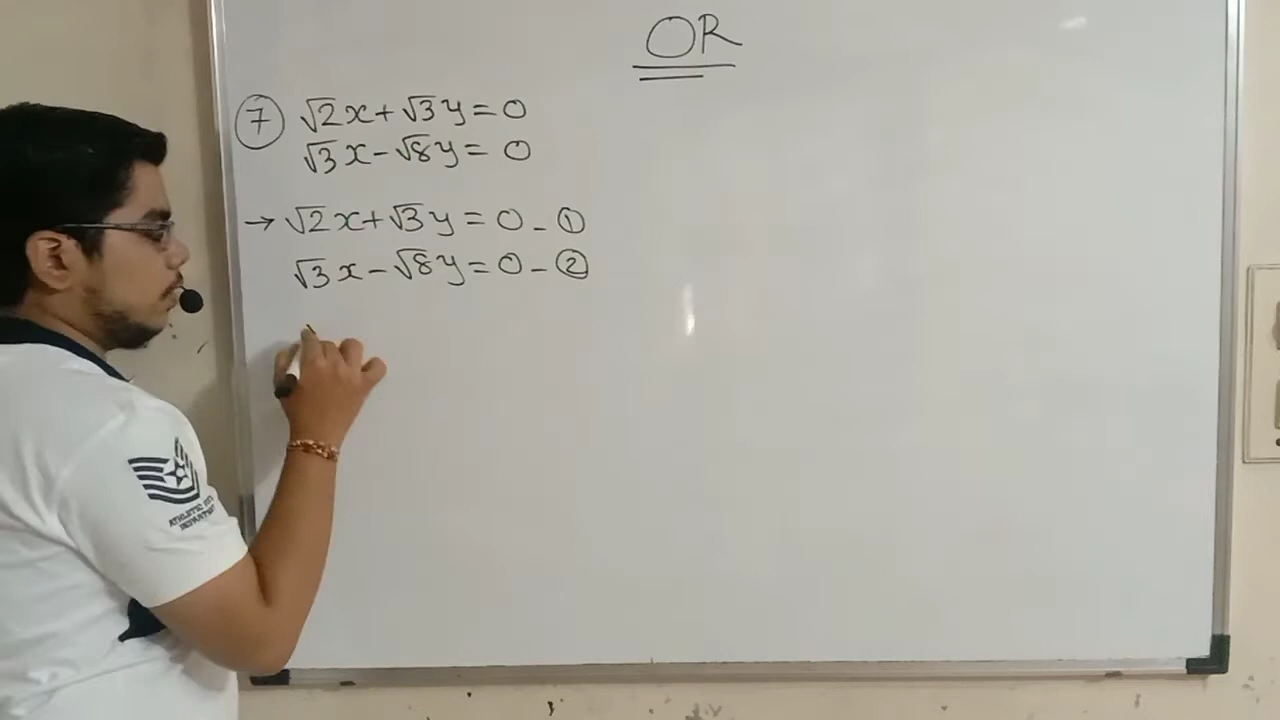 OR
⑦ √2x + √3y = 0
√3x - √8y = 0
→ √2x + √3y = 0 - ①
√3x - √8y = 0 - ②